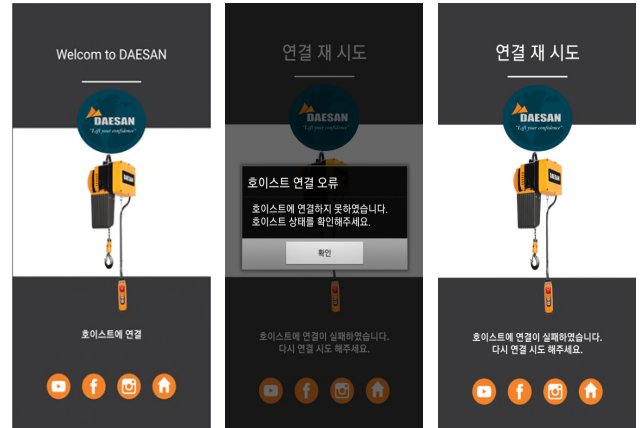 Welcom to DAESAN
DAESAN
"Lift your confidence"
DAESAN
호이스트에 연결
연결 재 시도
DAESAN
"Lift your confidence"
호이스트 연결 오류
호이스트에 연결하지 못하였습니다.
호이스트 상태를 확인해주세요.
확인
호이스트에 연결이 실패하였습니다.
다시 연결 시도 해주세요.
연결 재 시도
DAESAN
"Lift your confidence"
DAESAN
호이스트에 연결이 실패하였습니다.
다시 연결 시도 해주세요.